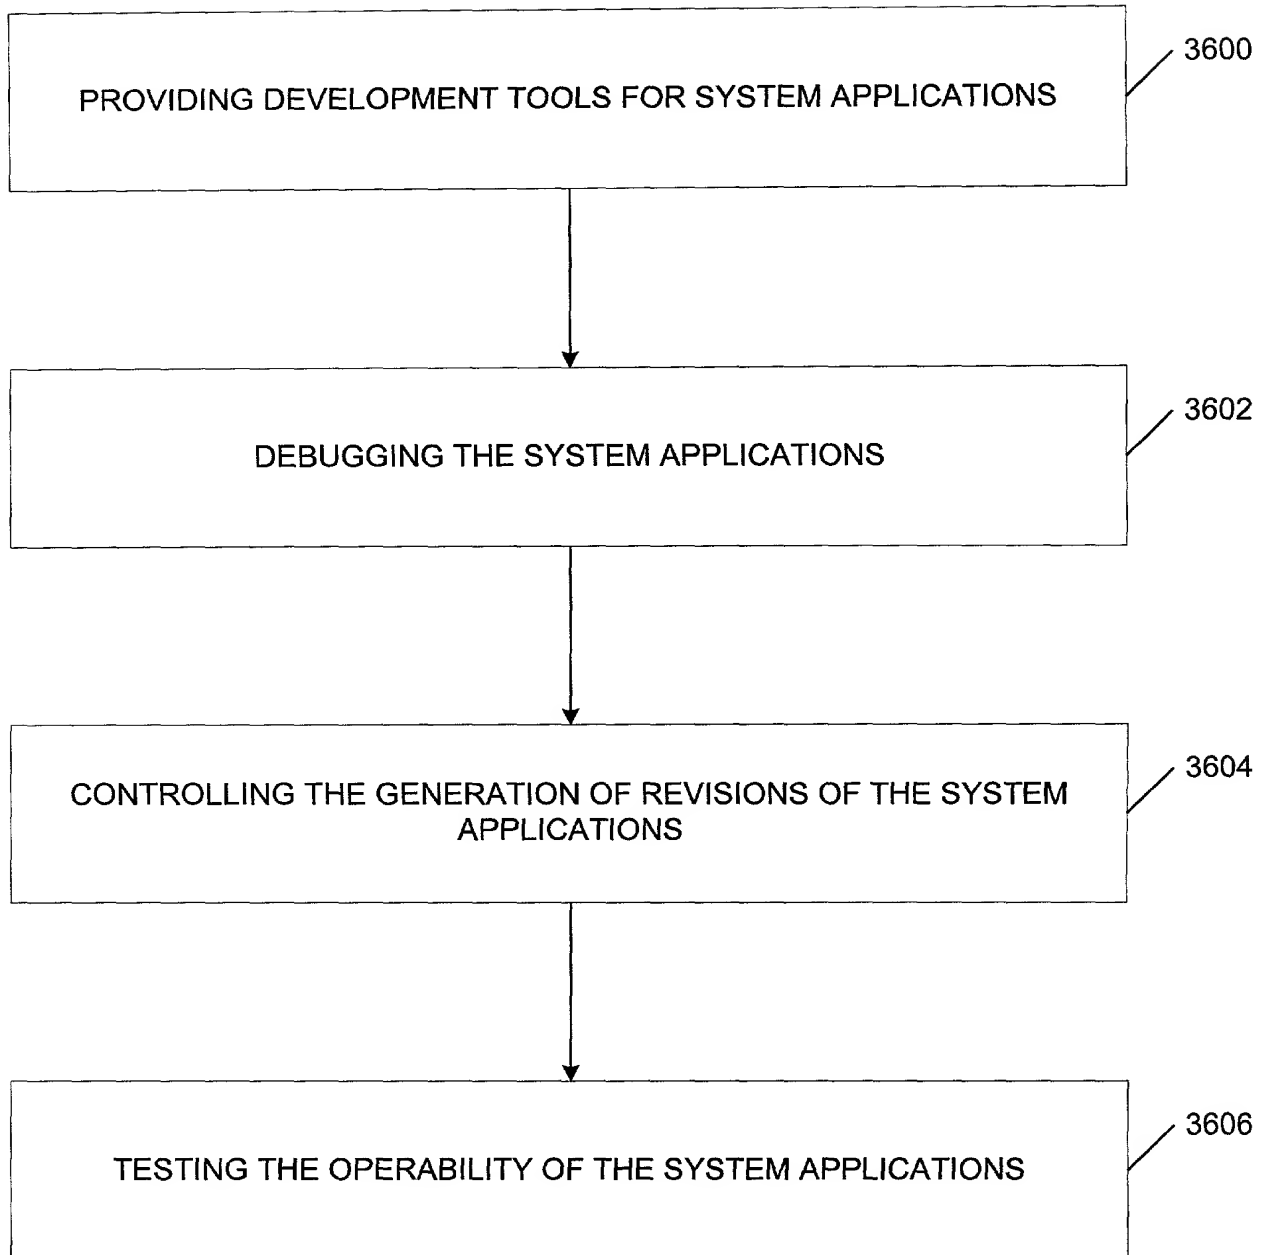 3600
PROVIDING DEVELOPMENT TOOLS FOR SYSTEM APPLICATIONS
3602
DEBUGGING THE SYSTEM APPLICATIONS
3604
CONTROLLING THE GENERATION OF REVISIONS OF THE SYSTEM
APPLICATIONS
3606
TESTING THE OPERABILITY OF THE SYSTEM APPLICATIONS